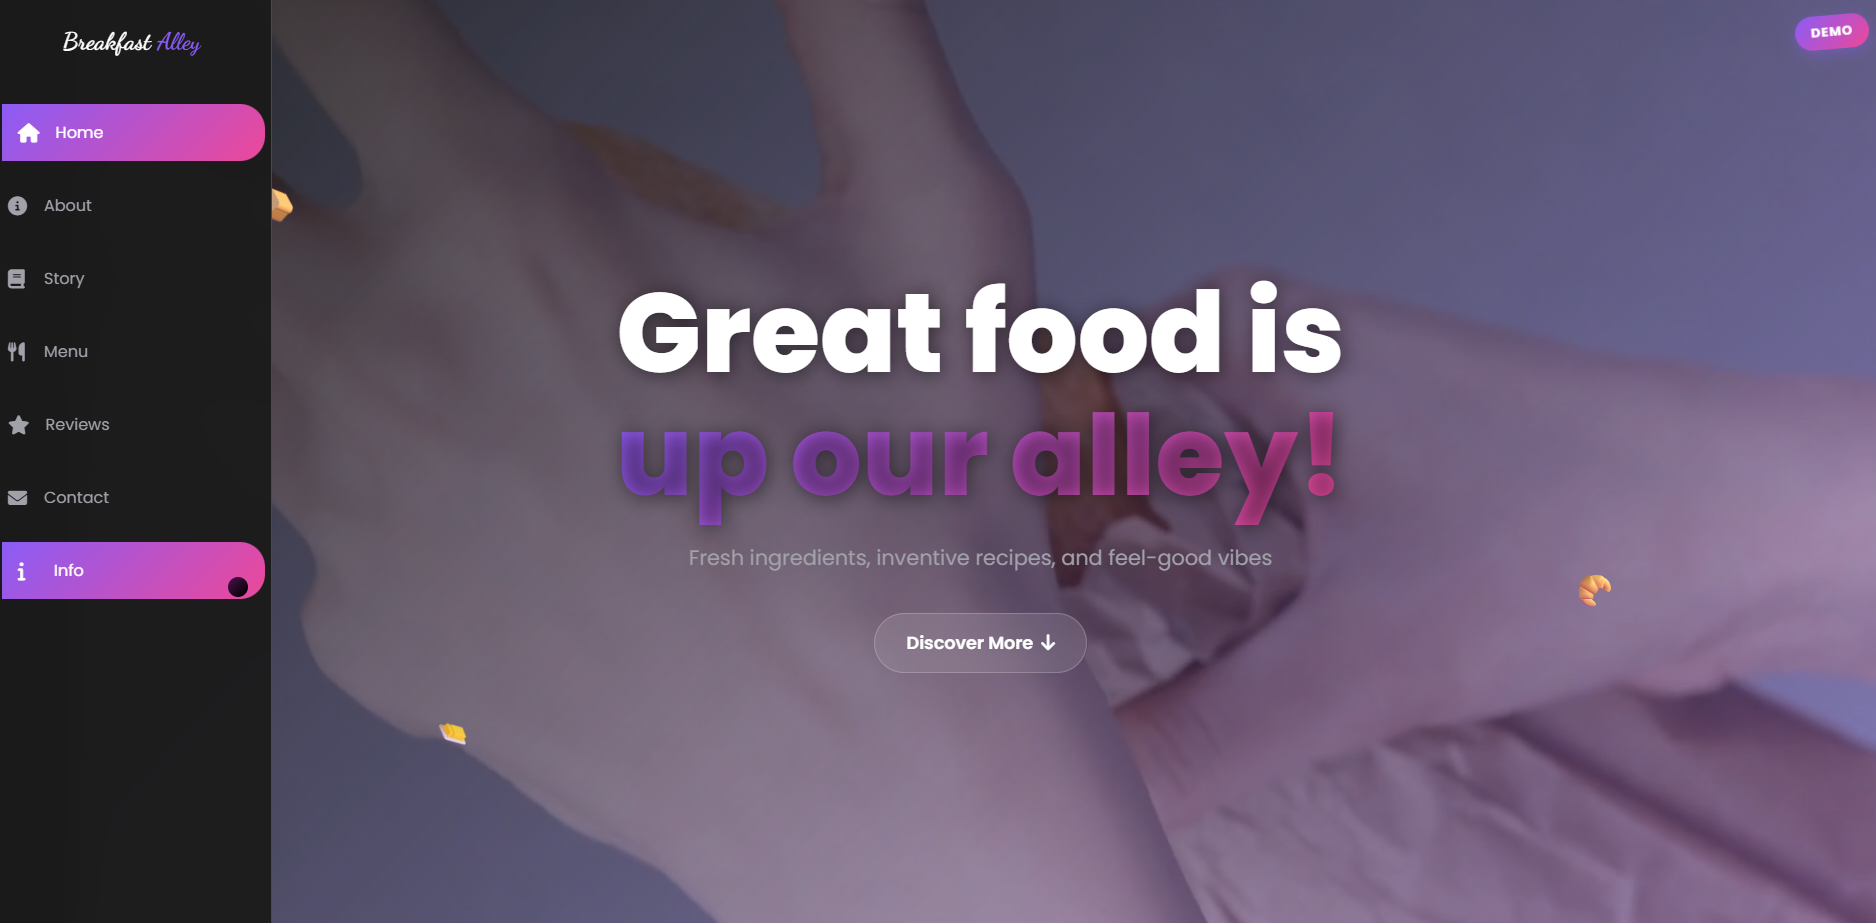 Breakfast Alley
DEMO
Home
About
Story
Menu
Reviews
Contact
Info
Great food is
up our alley!
Fresh ingredients, inventive recipes, and feel-good vibes
Discover More